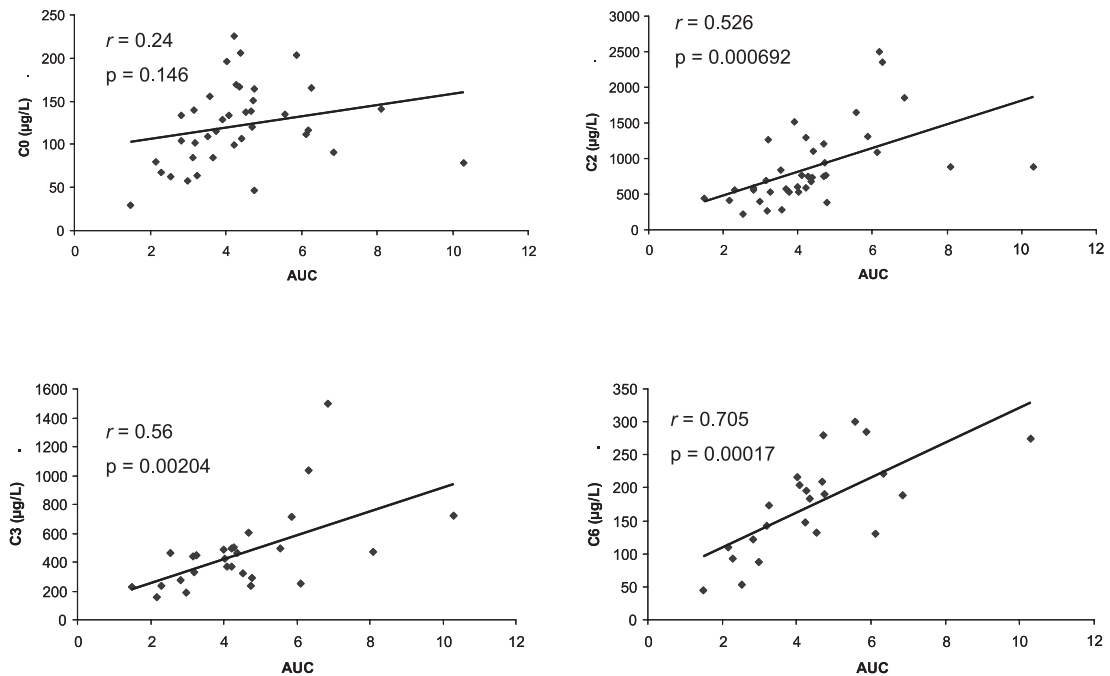 r = 0.24
p = 0.146
250
200
150
100
50
0
C0 (µg/L)
0 2 4 6 8 10 12
AUC
r = 0.526
p = 0.000692
3000
2500
2000
1500
1000
500
0
C2 (µg/L)
0 2 4 6 8 10 12
AUC
r = 0.56
p = 0.00204
1600
1400
1200
1000
800
600
400
200
0
C3 (µg/L)
0 2 4 6 8 10 12
AUC
r = 0.705
p = 0.00017
350
300
250
200
150
100
50
0
C6 (µg/L)
0 2 4 6 8 10 12
AUC